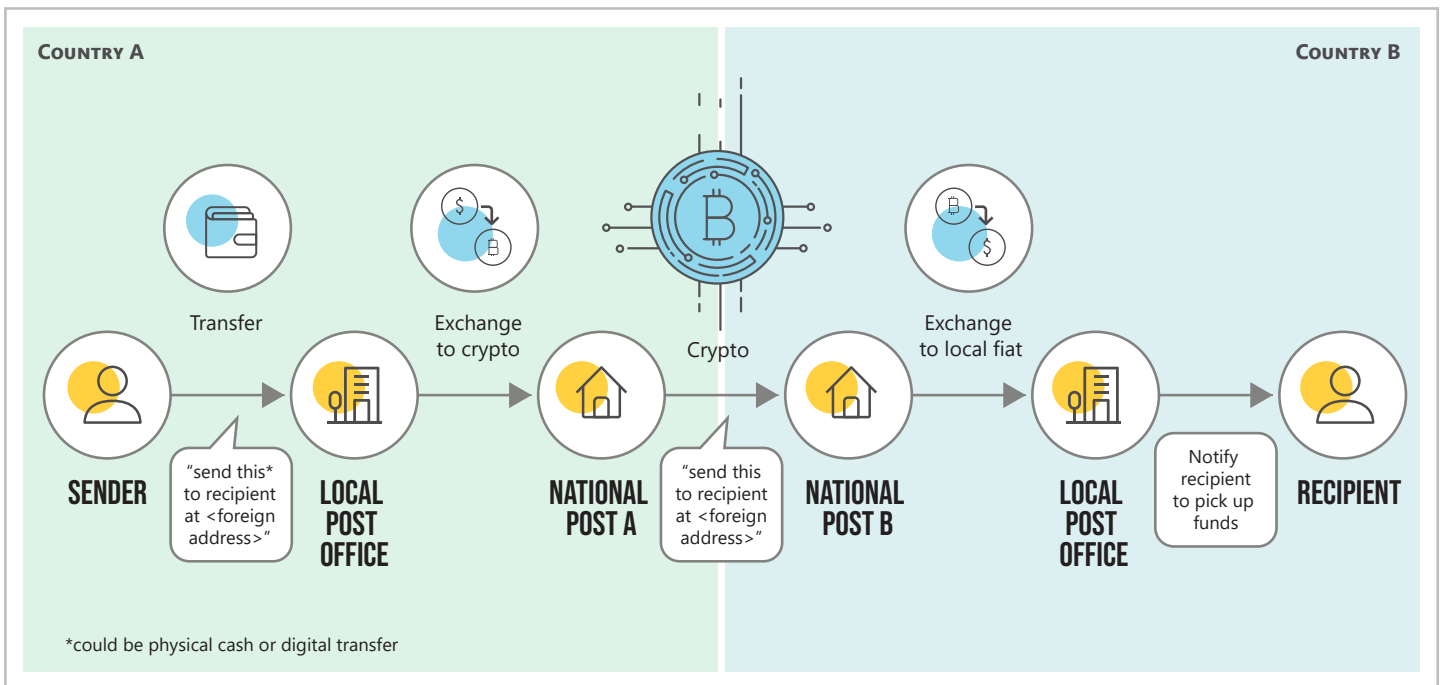 COUNTRY A
COUNTRY B
$
B
B
B
$
Transfer
Exchange
to crypto
Crypto
Exchange
to local fiat
“send this*
to recipient
at <foreign
address>”
“send this
to recipient
at <foreign
address>”
Notify
recipient
to pick up
funds
SENDER
LOCAL
POST
OFFICE
NATIONAL
POST A
NATIONAL
POST B
LOCAL
POST
OFFICE
RECIPIENT
*could be physical cash or digital transfer